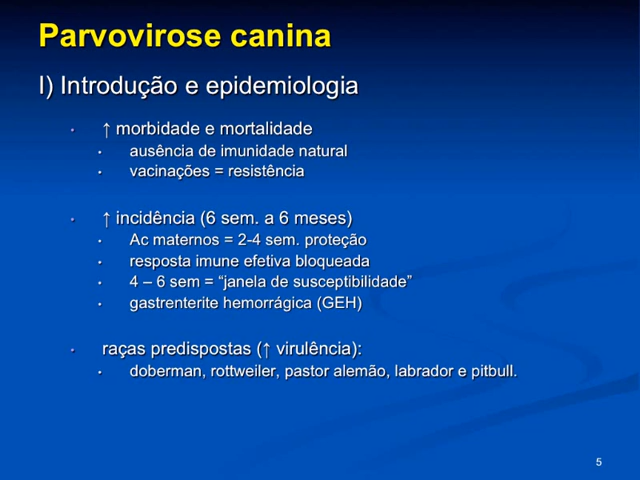 Parvovirose canina
I) Introdução e epidemiologia
• ↑ morbidade e mortalidade
• ausência de imunidade natural
• vacinações = resistência
• ↑ incidência (6 sem. a 6 meses)
• Ac maternos = 2-4 sem. proteção
• resposta imune efetiva bloqueada
• 4 – 6 sem = “janela de susceptibilidade”
• gastrenterite hemorrágica (GEH)
• raças predispostas (↑ virulência):
• doberman, rottweiler, pastor alemão, labrador e pitbull.
5